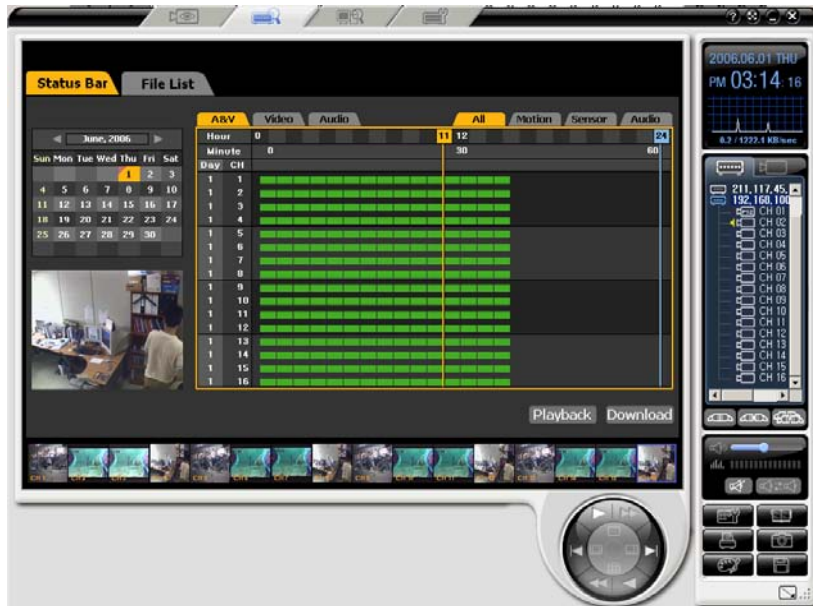 2006.06.01 THU
PM 03:14:16
0.2 / 1222.1 KB/sec
Status Bar File List
A&V Video Audio All Motion Sensor Audio
June, 2006
Sun Mon Tue Wed Thu Fri Sat
1 2 3
4 5 6 7 8 9 10
11 12 13 14 15 16 17
18 19 20 21 22 23 24
25 26 27 28 29 30
Hour 0 11 12 24
Minute 0 30 60
Day CH
1 1
1 2
1 3
1 4
1 5
1 6
1 7
1 8
1 9
1 10
1 11
1 12
1 13
1 14
1 15
1 16
Playback Download
211,117,45,
192,160,100
CH 01
CH 02
CH 03
CH 04
CH 05
CH 06
CH 07
CH 08
CH 09
CH 10
CH 11
CH 12
CH 13
CH 14
CH 15
CH 16